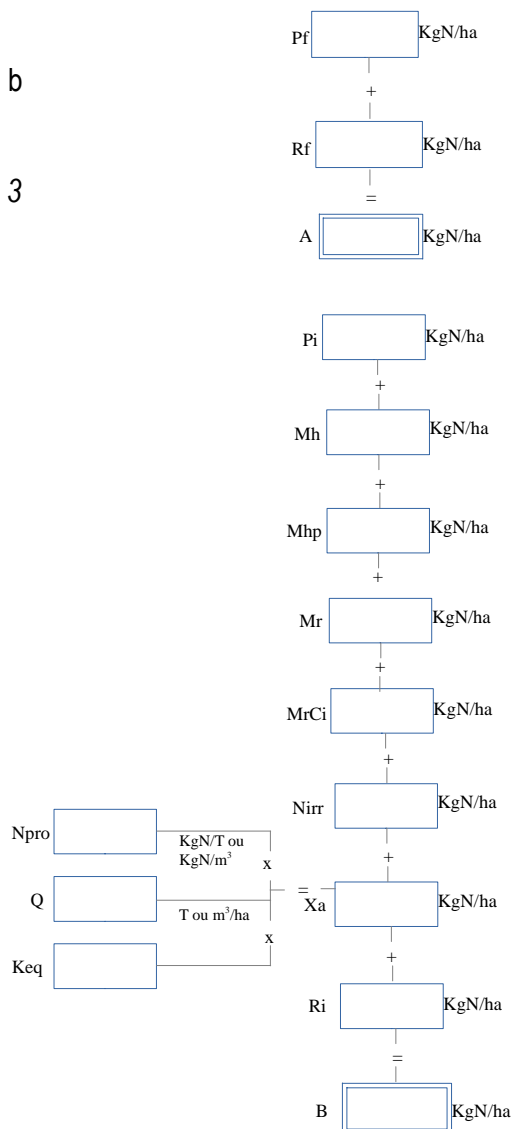 Pf KgN/ha
b
+
Rf KgN/ha
3
=
A KgN/ha
Pi KgN/ha
+
Mh KgN/ha
+
Mhp KgN/ha
+
Mr KgN/ha
+
MrCi KgN/ha
+
Nirr KgN/ha
Npro KgN/T ou
KgN/m³
x
+
Q T ou m³/ha = Xa KgN/ha
x
+
Keq
Ri KgN/ha
=
B KgN/ha